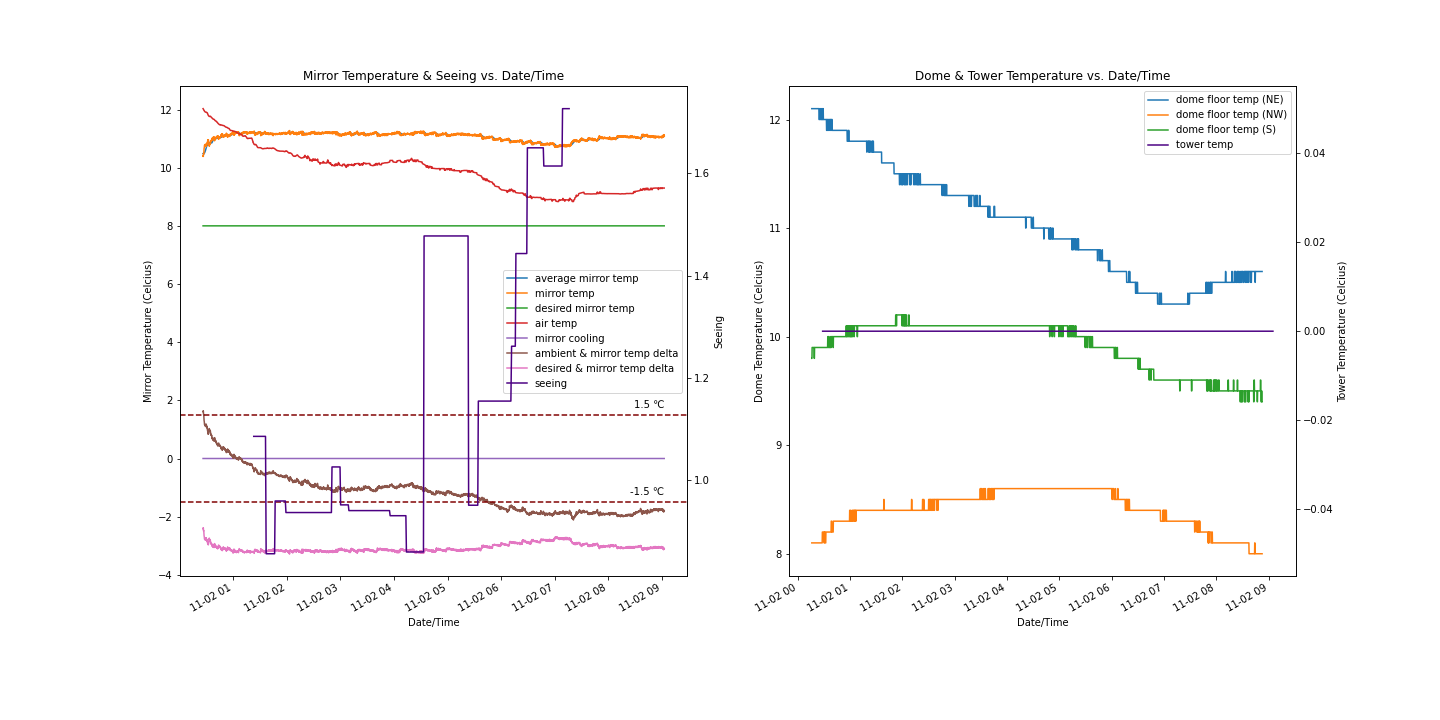 Mirror Temperature & Seeing vs. Date/Time
Mirror Temperature (Celcius)
12
10
8
6
4
2
0
−2
−4
1.6
1.4
1.2
1.0
Seeing
average mirror temp
mirror temp
desired mirror temp
air temp
mirror cooling
ambient & mirror temp delta
desired & mirror temp delta
seeing
1.5 °C
-1.5 °C
11-02 01
11-02 02
11-02 03
11-02 04
11-02 05
11-02 06
11-02 07
11-02 08
11-02 09
Date/Time
Dome & Tower Temperature vs. Date/Time
Dome Temperature (Celcius)
12
11
10
9
8
dome floor temp (NE)
dome floor temp (NW)
dome floor temp (S)
tower temp
0.04
0.02
0.00
−0.02
−0.04
Tower Temperature (Celcius)
11-02 00
11-02 01
11-02 02
11-02 03
11-02 04
11-02 05
11-02 06
11-02 07
11-02 08
11-02 09
Date/Time